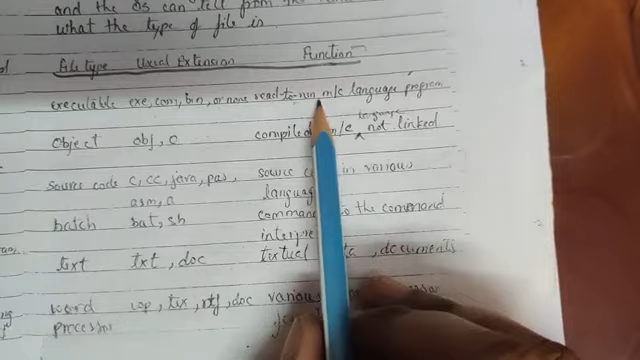 and the OS can tell from the
what the type of file is
File type Usual Extension Function
executable exe, com, bin, or none read-to-run m/c language program
object obj, o compiled m/c language not linked
source code c, cc, java, pas, source in various
asm, a
langua
batch bat, sh comman to the command
interpre
text txt, doc textual ta, documents
word wp, tex, rtf, doc various
processor